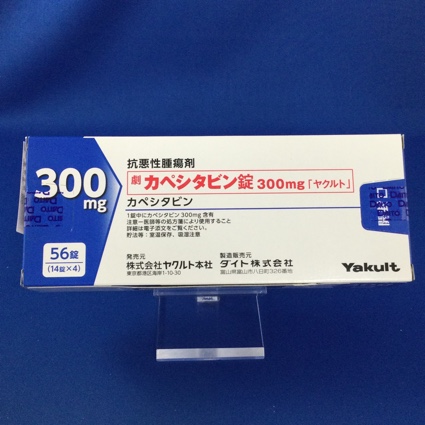 300
mg
56錠
(14錠×4)
抗悪性腫瘍剤
劇 カペシタビン錠 300mg「ヤクルト」
カペシタビン
1錠中にカペシタビン300mg 含有
注意-医師等の処方箋により使用すること
詳細は電子添文をご覧ください。
貯法等:室温保存、吸湿注意
発売元
株式会社ヤクルト本社
東京都港区海岸1-10-30
製造販売元
ダイト株式会社
富山県富山市八日町326番地
Yakult